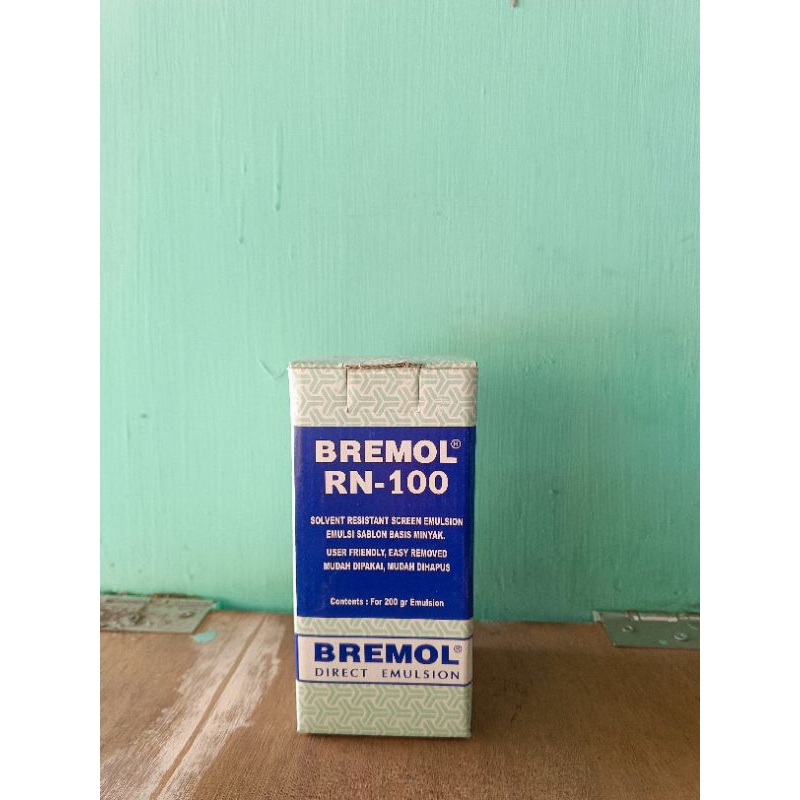 BREMOL®
RN-100
SOLVENT RESISTANT SCREEN EMULSION
EMULSI SABLON BASIS MINYAK.
USER FRIENDLY, EASY REMOVED
MUDAH DIPAKAI, MUDAH DIHAPUS
Contents : For 200 gr Emulsion
BREMOL®
DIRECT EMULSION